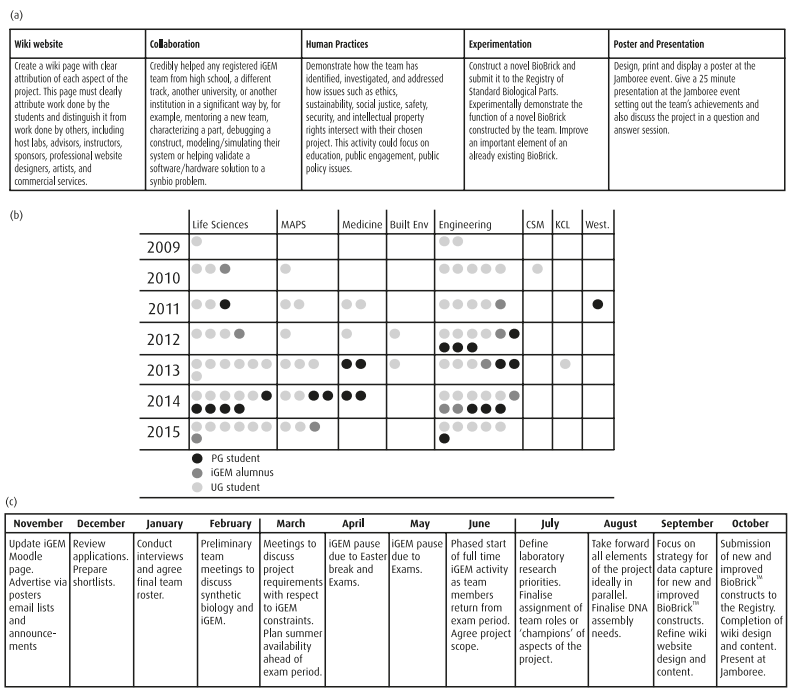 (a)
Wiki website
Collaboration
Human Practices
Experimentation
Poster and Presentation
Create a wiki page with clear
attribution of each aspect of the
project. This page must clearly
attribute work done by the
students and distinguish it from
work done by others, including
host labs, advisors, instructors,
sponsors, professional website
designers, artists, and
commercial services.
Credibly helped any registered iGEM
team from high school, a different
track, another university, or another
institution in a significant way by, for
example, mentoring a new team,
characterizing a part, debugging a
construct, modeling/simulating their
system or helping validate a
software/hardware solution to a
synbio problem.
Demonstrate how the team has
identified, investigated, and addressed
how issues such as ethics,
sustainability, social justice, safety,
security, and intellectual property
rights intersect with their chosen
project. This activity could focus on
education, public engagement, public
policy issues.
Construct a novel BioBrick and
submit it to the Registry of
Standard Biological Parts.
Experimentally demonstrate the
function of a novel BioBrick
constructed by the team. Improve
an important element of an
already existing BioBrick.
Design, print and display a poster at the
Jamboree event. Give a 25 minute
presentation at the Jamboree event
setting out the team's achievements and
also discuss the project in a question and
answer session.
(b)
Life Sciences
MAPS
Medicine
Built Env
Engineering
CSM
KCL
West.
2009
2010
2011
2012
2013
2014
2015
PG student
iGEM alumnus
UG student
(c)
November
December
January
February
March
April
May
June
July
August
September
October
Update iGEM
Moodle
page.
Advertise via
posters
email lists
and
announce-
ments
Review
applications.
Prepare
shortlists.
Conduct
interviews
and agree
final team
roster.
Preliminary
team
meetings to
discuss
synthetic
biology and
iGEM.
Meetings to
discuss
project
requirements
with respect
to iGEM
constraints.
Plan summer
availability
ahead of
exam period.
iGEM pause
due to Easter
break and
Exams.
iGEM pause
due to
Exams.
Phased start
of full time
iGEM activity
as team
members
return from
exam period.
Agree project
scope.
Define
laboratory
research
priorities.
Finalise
assignment of
team roles or
'champions' of
aspects of the
project.
Take forward
all elements of
the project
ideally in
parallel.
Finalise DNA
assembly
needs.
Focus on
strategy for
data capture
for new and
improved
BioBrick™
constructs.
Refine wiki
website
design and
content.
Submission
of new and
improved
BioBrick™
constructs to
the Registry.
Completion of
wiki design
and content.
Present at
Jamboree.